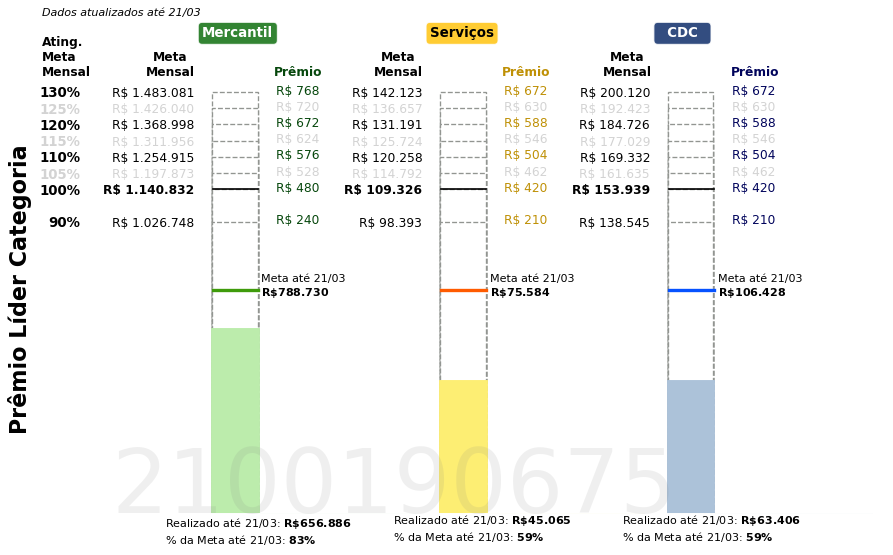 Dados atualizados até 21/03
Mercantil Serviços CDC
Ating. Meta Mensal
Meta Mensal Prêmio Meta Mensal Prêmio Meta Mensal Prêmio
130% R$ 1.483.081 R$ 768 R$ 142.123 R$ 672 R$ 200.120 R$ 672
125% R$ 1.426.040 R$ 720 R$ 136.657 R$ 630 R$ 192.423 R$ 630
120% R$ 1.368.998 R$ 672 R$ 131.191 R$ 588 R$ 184.726 R$ 588
115% R$ 1.311.956 R$ 624 R$ 125.724 R$ 546 R$ 177.029 R$ 546
110% R$ 1.254.915 R$ 576 R$ 120.258 R$ 504 R$ 169.332 R$ 504
105% R$ 1.197.873 R$ 528 R$ 114.792 R$ 462 R$ 161.635 R$ 462
100% R$ 1.140.832 R$ 480 R$ 109.326 R$ 420 R$ 153.939 R$ 420
90% R$ 1.026.748 R$ 240 R$ 98.393 R$ 210 R$ 138.545 R$ 210
Meta até 21/03 Meta até 21/03 Meta até 21/03
R$788.730 R$75.584 R$106.428
Prêmio Líder Categoria
2100190675
Realizado até 21/03: R$656.886 Realizado até 21/03: R$45.065 Realizado até 21/03: R$63.406
% da Meta até 21/03: 83% % da Meta até 21/03: 59% % da Meta até 21/03: 59%